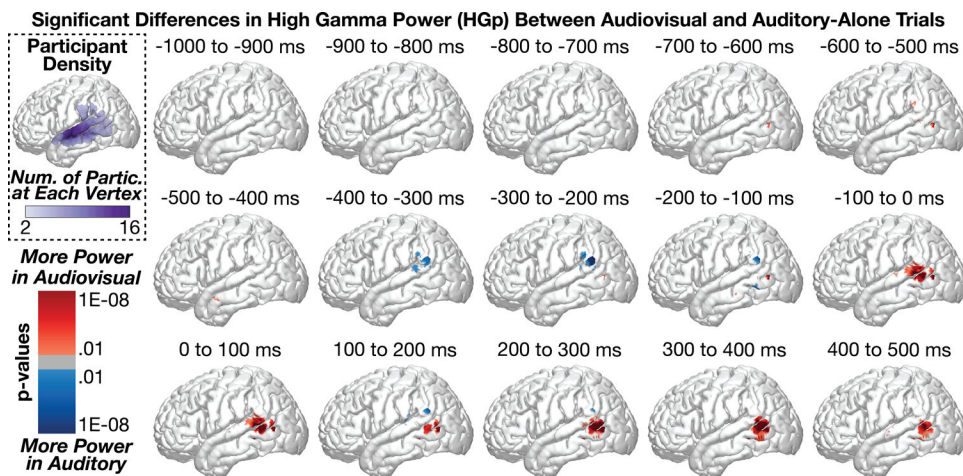 Significant Differences in High Gamma Power (HGp) Between Audiovisual and Auditory-Alone Trials
Participant
Density
Num. of Partic.
at Each Vertex
2 16
-1000 to -900 ms
-900 to -800 ms
-800 to -700 ms
-700 to -600 ms
-600 to -500 ms
-500 to -400 ms
-400 to -300 ms
-300 to -200 ms
-200 to -100 ms
-100 to 0 ms
More Power
in Audiovisual
1E-08
.01
.01
1E-08
p-values
More Power
in Auditory
0 to 100 ms
100 to 200 ms
200 to 300 ms
300 to 400 ms
400 to 500 ms